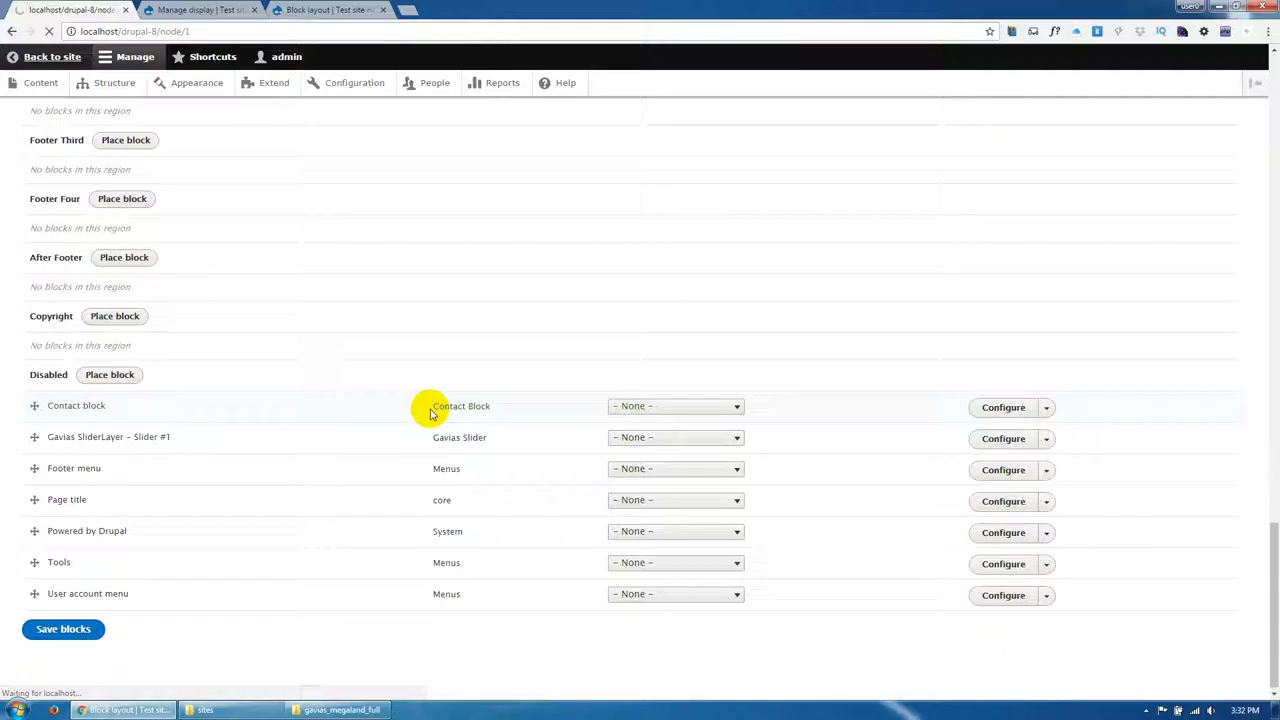 localhost/drupal-8/node/1
Manage display | Test sit
user0
localhost/drupal-8/node/1
Back to site
Manage
Shortcuts
admin
Content
Structure
Appearance
Extend
Configuration
People
Reports
Help
No blocks in this region
Footer Third Place block
No blocks in this region
Footer Four Place block
No blocks in this region
After Footer Place block
No blocks in this region
Copyright Place block
No blocks in this region
Disabled Place block
Contact block Contact Block - None - Configure
Gavias SliderLayer - Slider #1 Gavias Slider - None - Configure
Footer menu Menus - None - Configure
Page title core - None - Configure
Powered by Drupal System - None - Configure
Tools Menus - None - Configure
User account menu Menus - None - Configure
Save blocks
Waiting for localhost...
Block layout | Test sit...
sites
gavias_megaland_full
3:32 PM